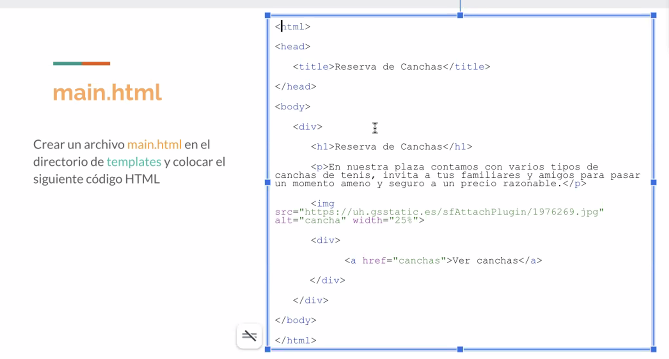 main.html
Crear un archivo main.html en el
directorio de templates y colocar el
siguiente código HTML
<html>
<head>
<title>Reserva de Canchas</title>
</head>
<body>
<div>
<h1>Reserva de Canchas</h1>
<p>En nuestra plaza contamos con varios tipos de
canchas de tenis, invita a tus familiares y amigos para pasar
un momento ameno y seguro a un precio razonable.</p>
<img
src="https://uh.gsstatic.es/sfAttachPlugin/1976269.jpg"
alt="cancha" width="25%">
<div>
<a href="canchas">Ver canchas</a>
</div>
</div>
</body>
</html>